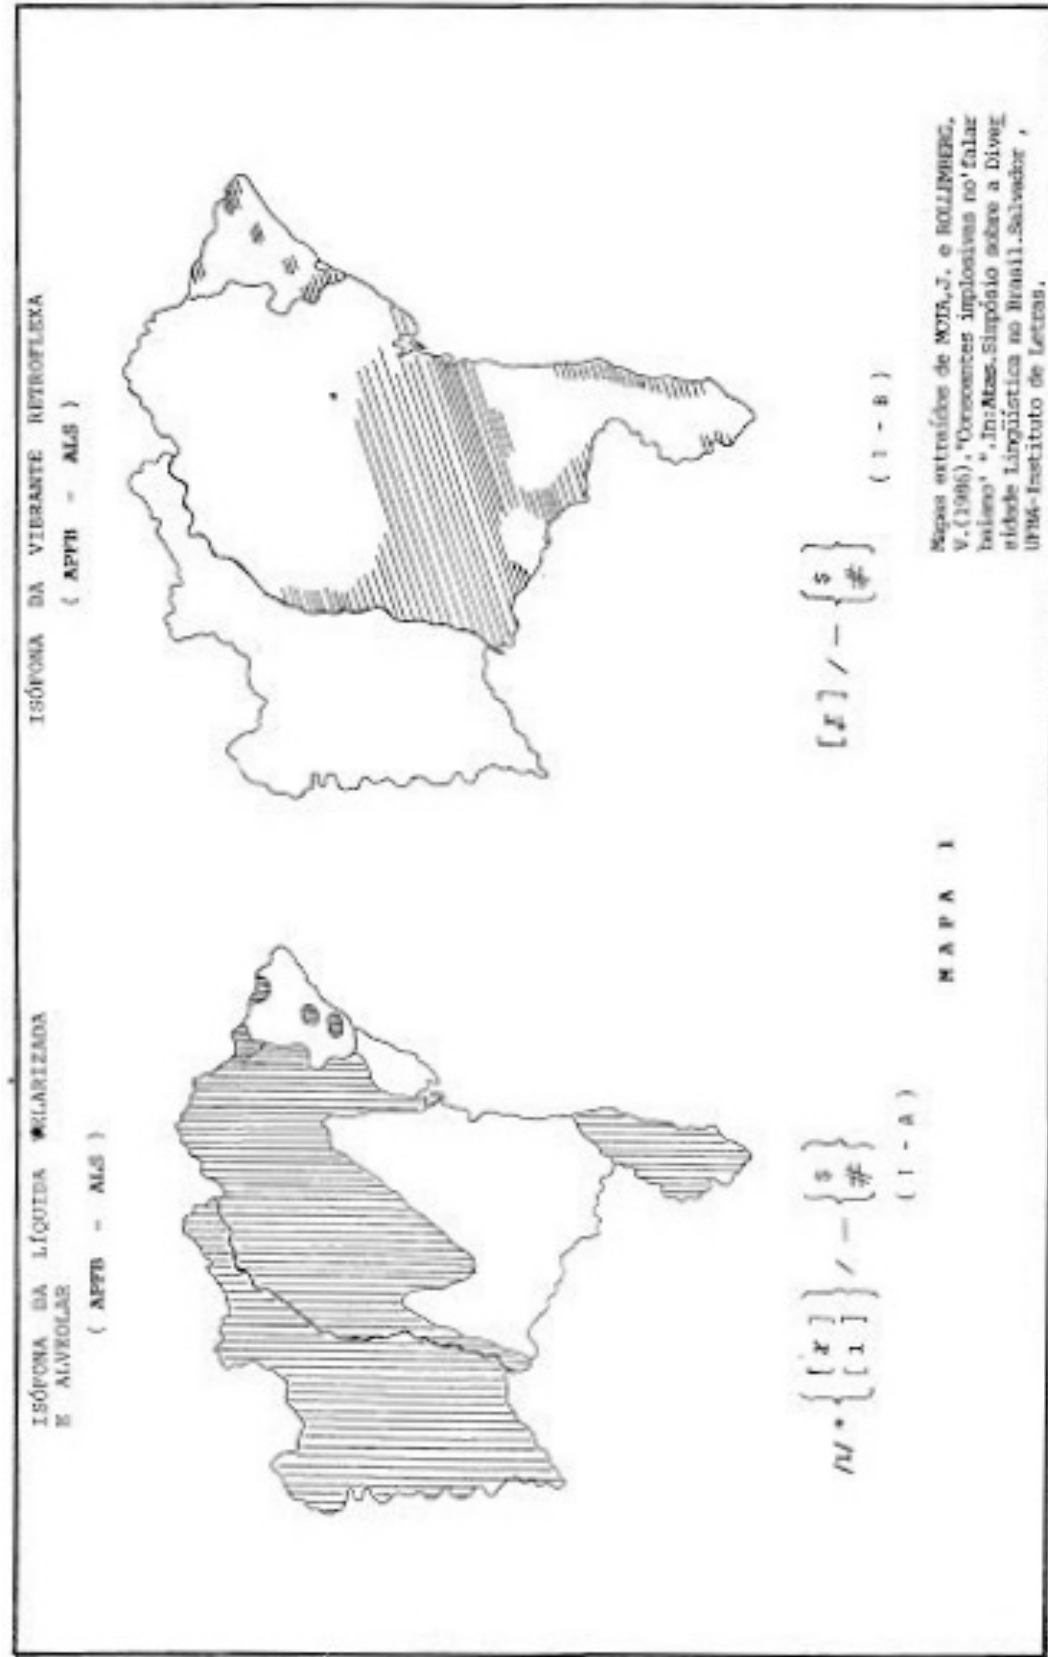 ISÓFONA DA LÍQUIDA VELARIZADA
E ALVEOLAR
( APFB - ALS )
/l/ * { [ɫ] [l] } / — { $ # }
( 1 - A )
ISÓFONA DA VIBRANTE RETROFLEXA
( APFB - ALS )
/ — { $ # }
( 1 - B )
MAPA 1
Mapas extraídos de MOTA,J. e ROLLEMBERG,
V.(1986)."Consoantes implosivas no'falar
baiano' ".In:Atas.Simpósio sobre a Diver
sidade Lingüística no Brasil.Salvador ,
UFBA-Instituto de Letras.